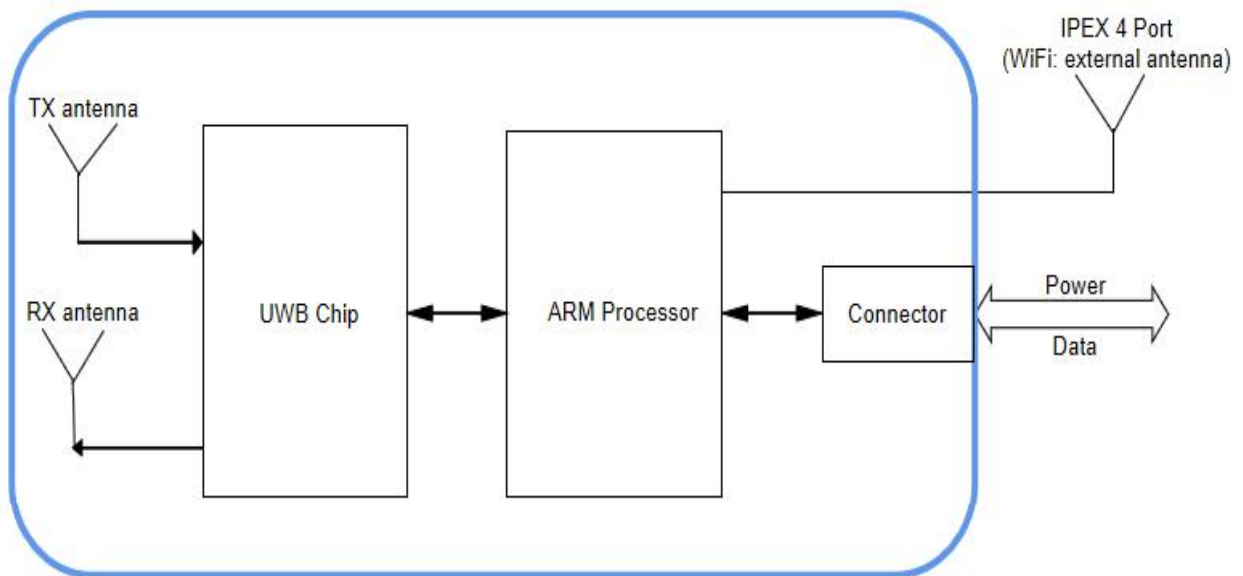 IPEX 4 Port
(WiFi: external antenna)
TX antenna
RX antenna
UWB Chip
ARM Processor
Connector
Power
Data